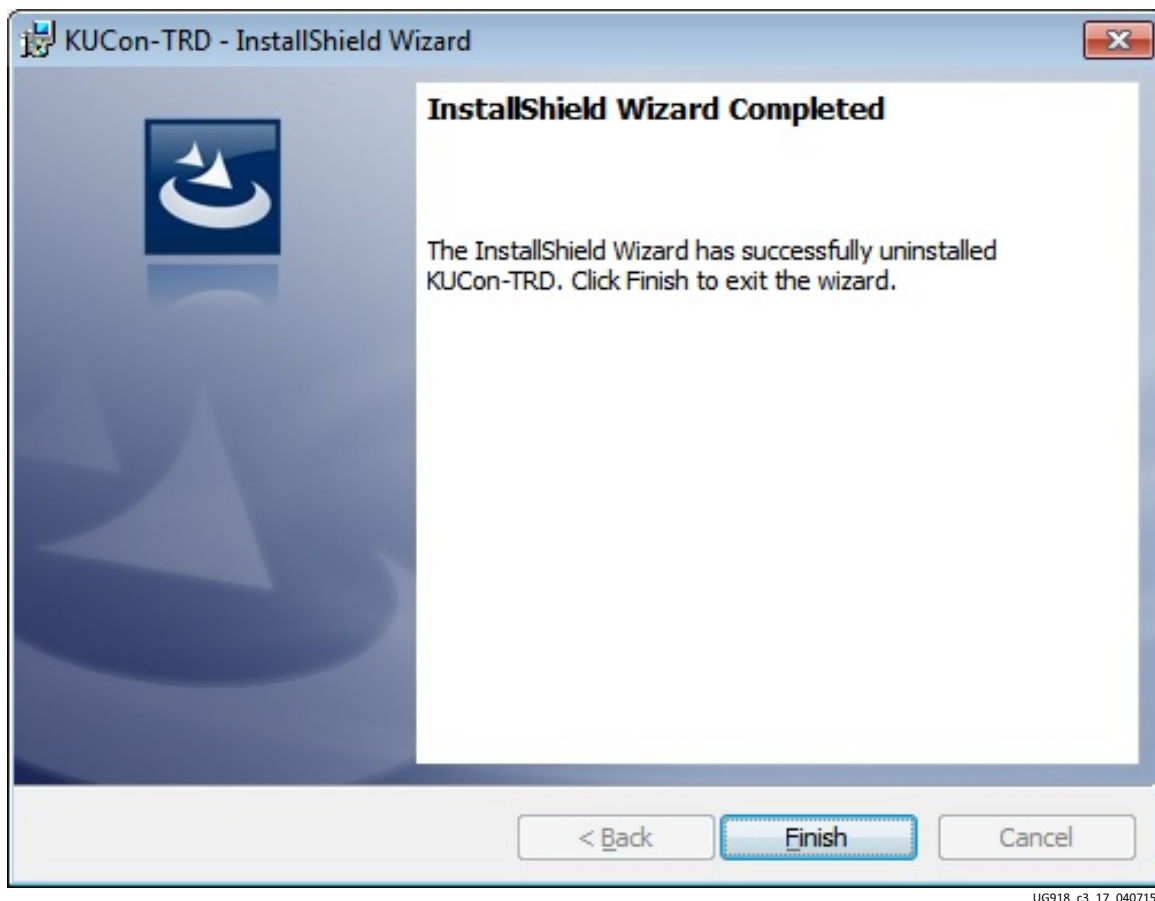 KUCon-TRD - InstallShield Wizard
InstallShield Wizard Completed
The InstallShield Wizard has successfully uninstalled
KUCon-TRD. Click Finish to exit the wizard.
< Back
Finish
Cancel
UG918_c3_17_040715